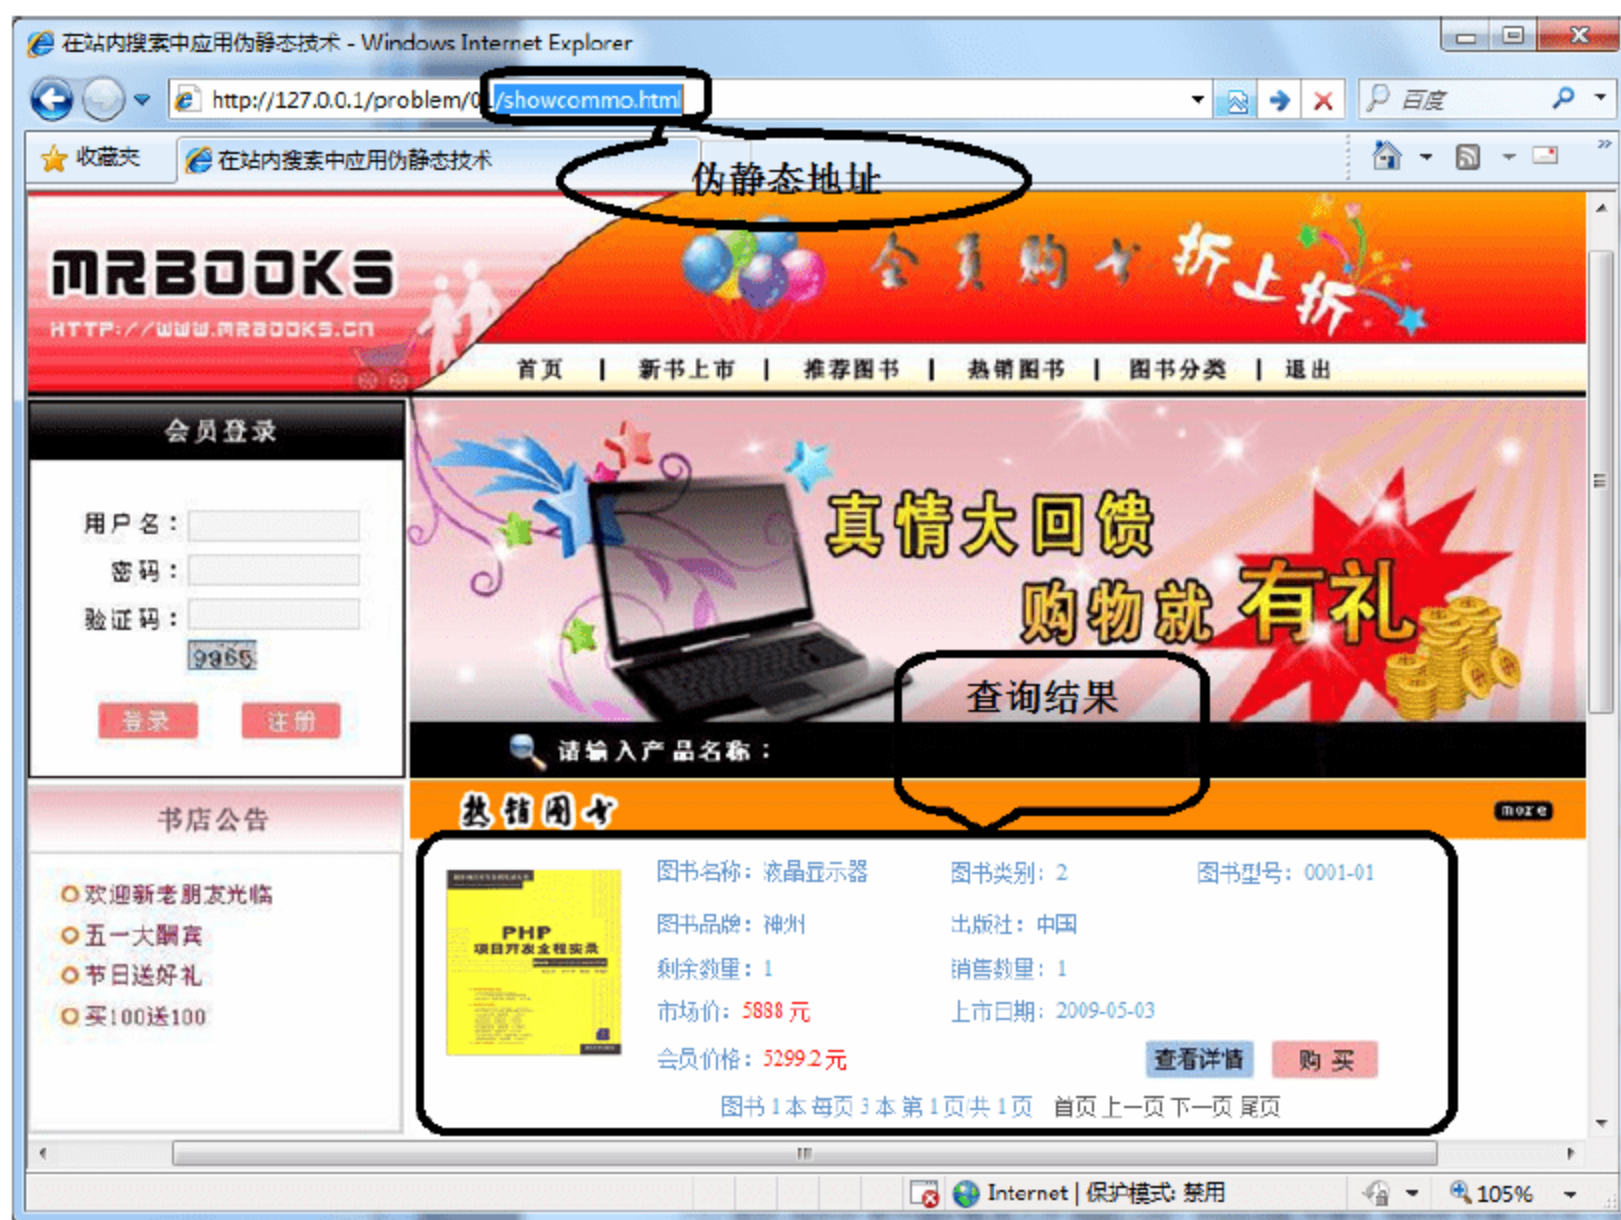 在站内搜索中应用伪静态技术 - Windows Internet Explorer
http://127.0.0.1/problem/01/showcommo.html
百度
收藏夹
在站内搜索中应用伪静态技术
伪静态地址
MRBOOKS
HTTP://WWW.MRBOOKS.CN
会员购书 折上折
首页 | 新书上市 | 推荐图书 | 热销图书 | 图书分类 | 退出
会员登录
用户名：
密码：
验证码：
9965
登录 注册
真情大回馈
购物就有礼
查询结果
请输入产品名称：
书店公告
欢迎新老朋友光临
五一大酬宾
节日送好礼
买100送100
热销图书
more
PHP
项目开发全程实录
图书名称：液晶显示器 图书类别：2 图书型号：0001-01
图书品牌：神州 出版社：中国
剩余数量：1 销售数量：1
市场价：5888 元 上市日期：2009-05-03
会员价格：5299.2 元
查看详情 购 买
图书 1 本 每页 3 本 第 1 页/共 1 页 首页 上一页 下一页 尾页
Internet | 保护模式: 禁用
105%